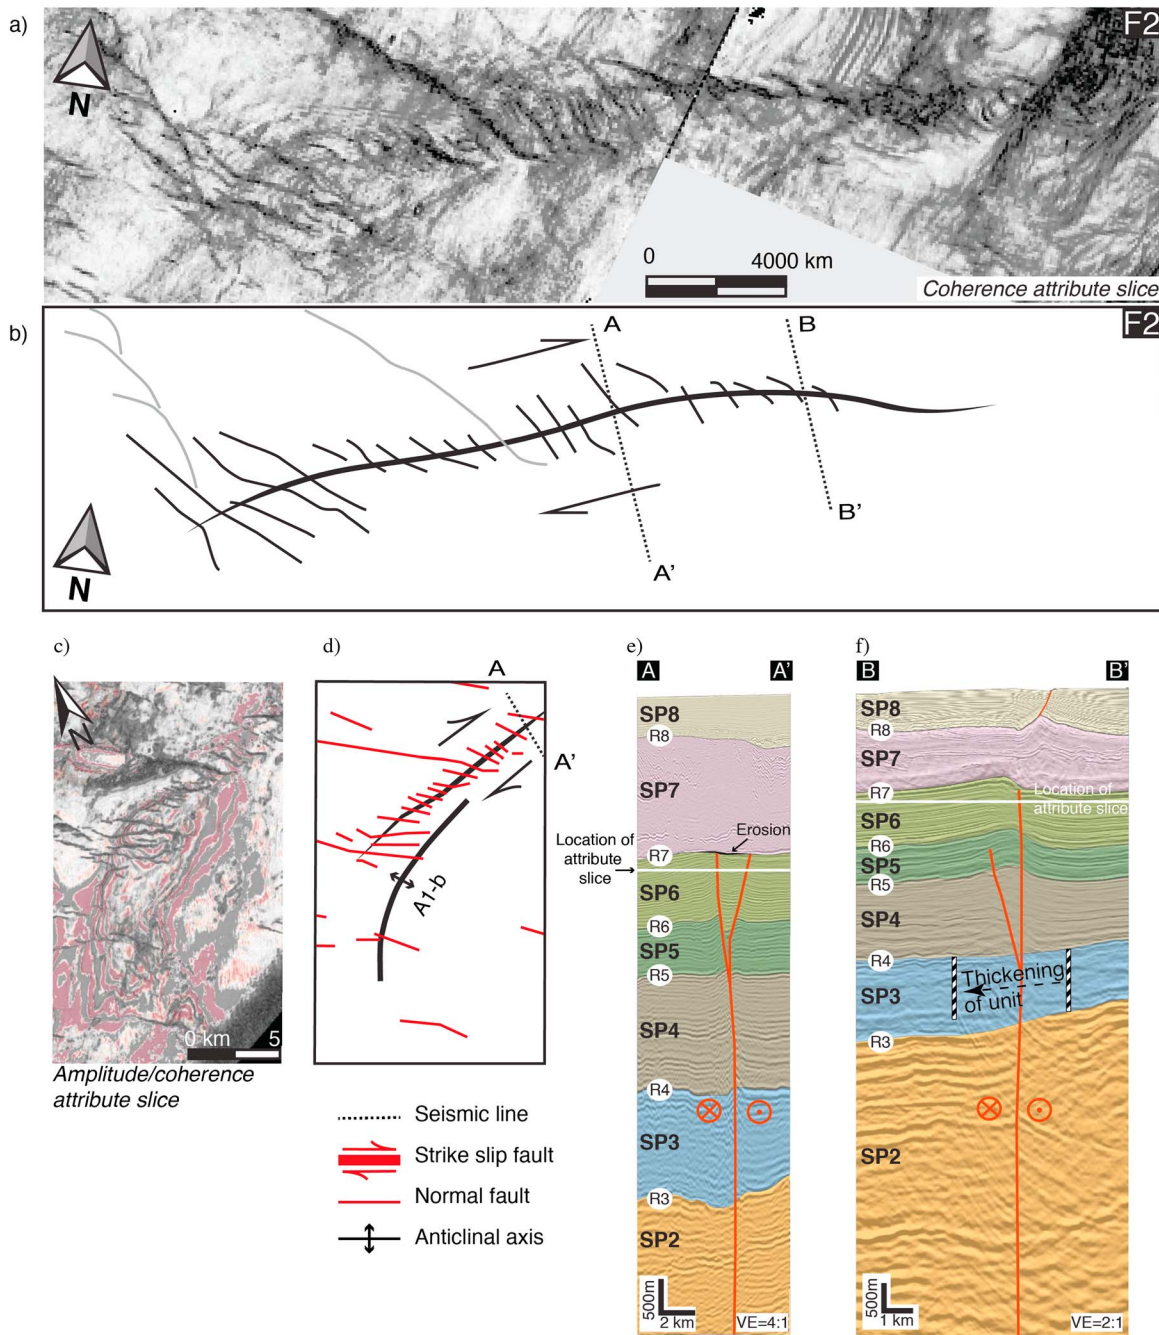 a)
F2
N
0 4000 km
Coherence attribute slice
b)
F2
A
B
B'
A'
N
c)
N
0 km 5
Amplitude/coherence
attribute slice
d)
A
A'
A1-b
Seismic line
Strike slip fault
Normal fault
Anticlinal axis
e)
A A'
SP8
R8
SP7
Erosion
Location of
attribute
slice
R7
SP6
R6
SP5
R5
SP4
R4
SP3
R3
SP2
500m
2 km
VE=4:1
f)
B B'
SP8
R8
SP7
R7
Location of
attribute slice
SP6
R6
SP5
R5
SP4
R4
Thickening
of unit
SP3
R3
SP2
500m
1 km
VE=2:1